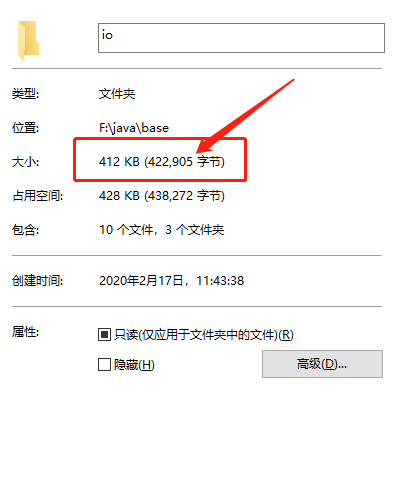 io
类型: 文件夹
位置: F:\java\base
大小: 412 KB (422,905 字节)
占用空间: 428 KB (438,272 字节)
包含: 10 个文件，3 个文件夹
创建时间: 2020年2月17日，11:43:38
属性: 只读(仅应用于文件夹中的文件)(R)
隐藏(H) 高级(D)...